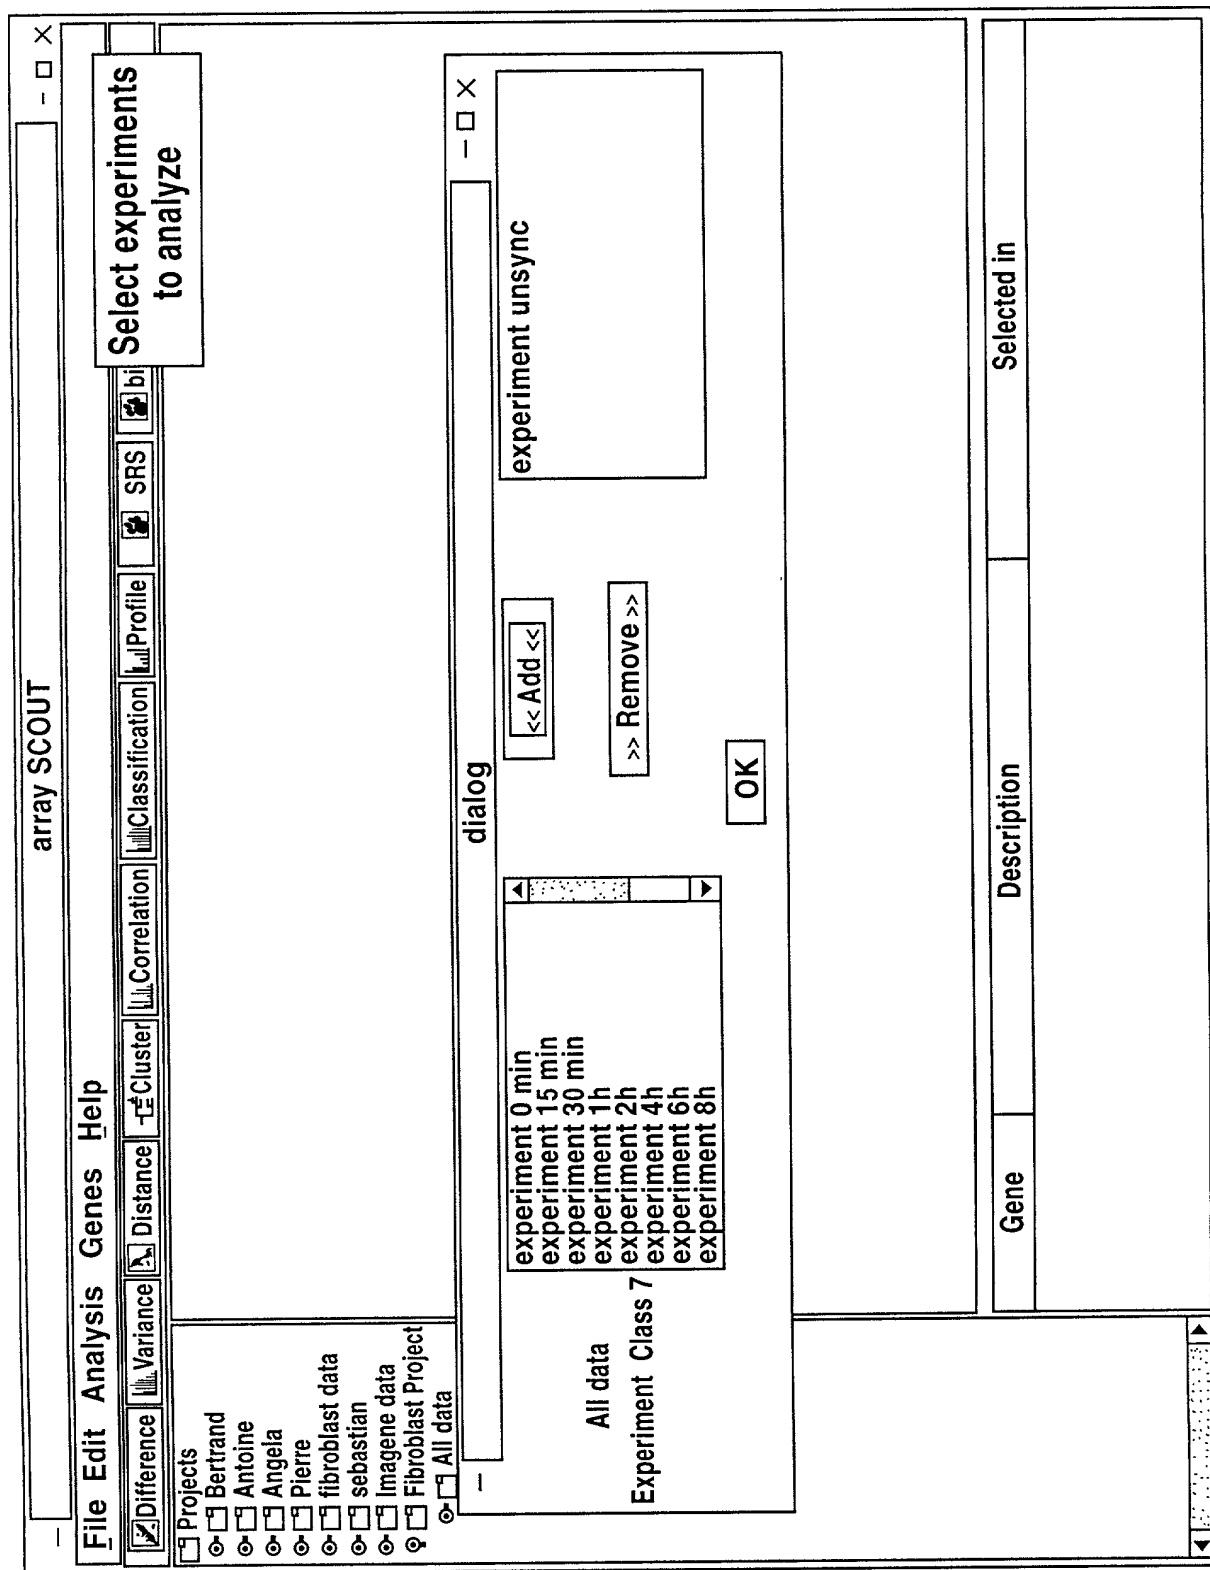 array SCOUT
File Edit Analysis Genes Help
Select experiments
to analyze
Difference Variance Distance Cluster Correlation Classification Profile SRS bi
Projects
Bertrand
Antoine
Angela
Pierre
fibroblast data
sebastian
Imagene data
Fibroblast Project
All data
dialog
All data
Experiment Class 7
experiment 0 min
experiment 15 min
experiment 30 min
experiment 1h
experiment 2h
experiment 4h
experiment 6h
experiment 8h
<< Add <<
>> Remove >>
experiment unsync
OK
Gene Description Selected in